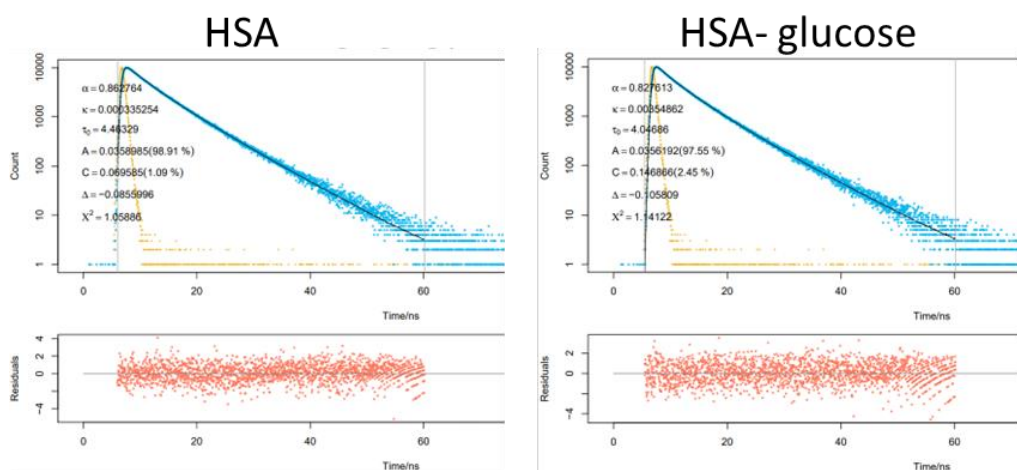 HSA
10000
1000
100
10
1
Count
α = 0.862764
κ = 0.000335254
τ₀ = 4.46329
A = 0.0358985(98.91 %)
C = 0.069585(1.09 %)
Δ = −0.0855996
X² = 1.05886
0 20 40 60
Time/ns
4
2
0
−4
Residuals
0 20 40 60
Time/ns
HSA- glucose
10000
1000
100
10
1
Count
α = 0.827613
κ = 0.00354862
τ₀ = 4.04686
A = 0.0356192(97.55 %)
C = 0.146866(2.45 %)
Δ = −0.105809
X² = 1.14122
0 20 40 60
Time/ns
2
0
−4
Residuals
0 20 40 60
Time/ns